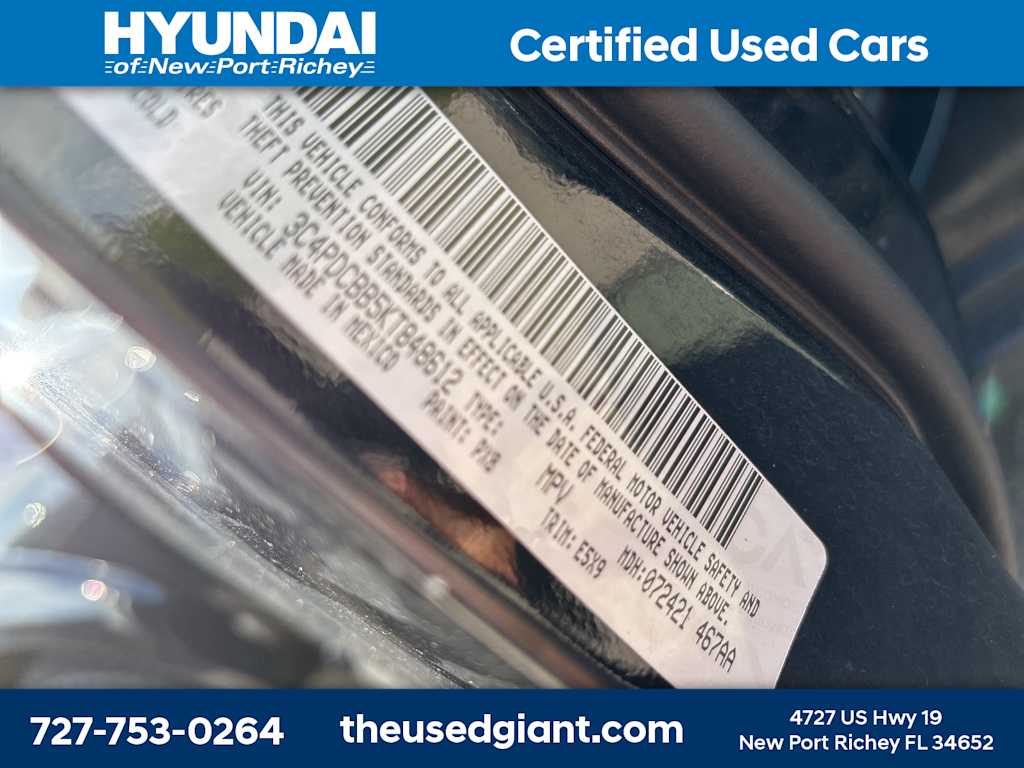 HYUNDAI
of New Port Richey
Certified Used Cars
COLD
THIS VEHICLE CONFORMS TO ALL APPLICABLE U.S.A. FEDERAL MOTOR VEHICLE SAFETY AND
THEFT PREVENTION STANDARDS IN EFFECT ON THE DATE OF MANUFACTURE SHOWN ABOVE.
VIN: 3C4PDCBB5KT848612 TYPE: MPV MDH:072421 467AA
VEHICLE MADE IN MEXICO PAINT: PX8 TRIM: E5X9
727-753-0264
theusedgiant.com
4727 US Hwy 19
New Port Richey FL 34652